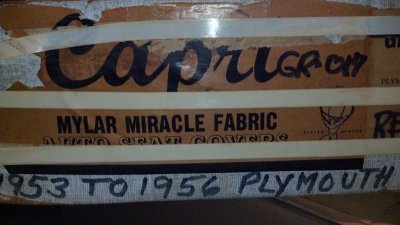 Capri GR-017
MYLAR MIRACLE FABRIC
AUTO SEAT COVERS
1953 TO 1956 PLYMOUTH